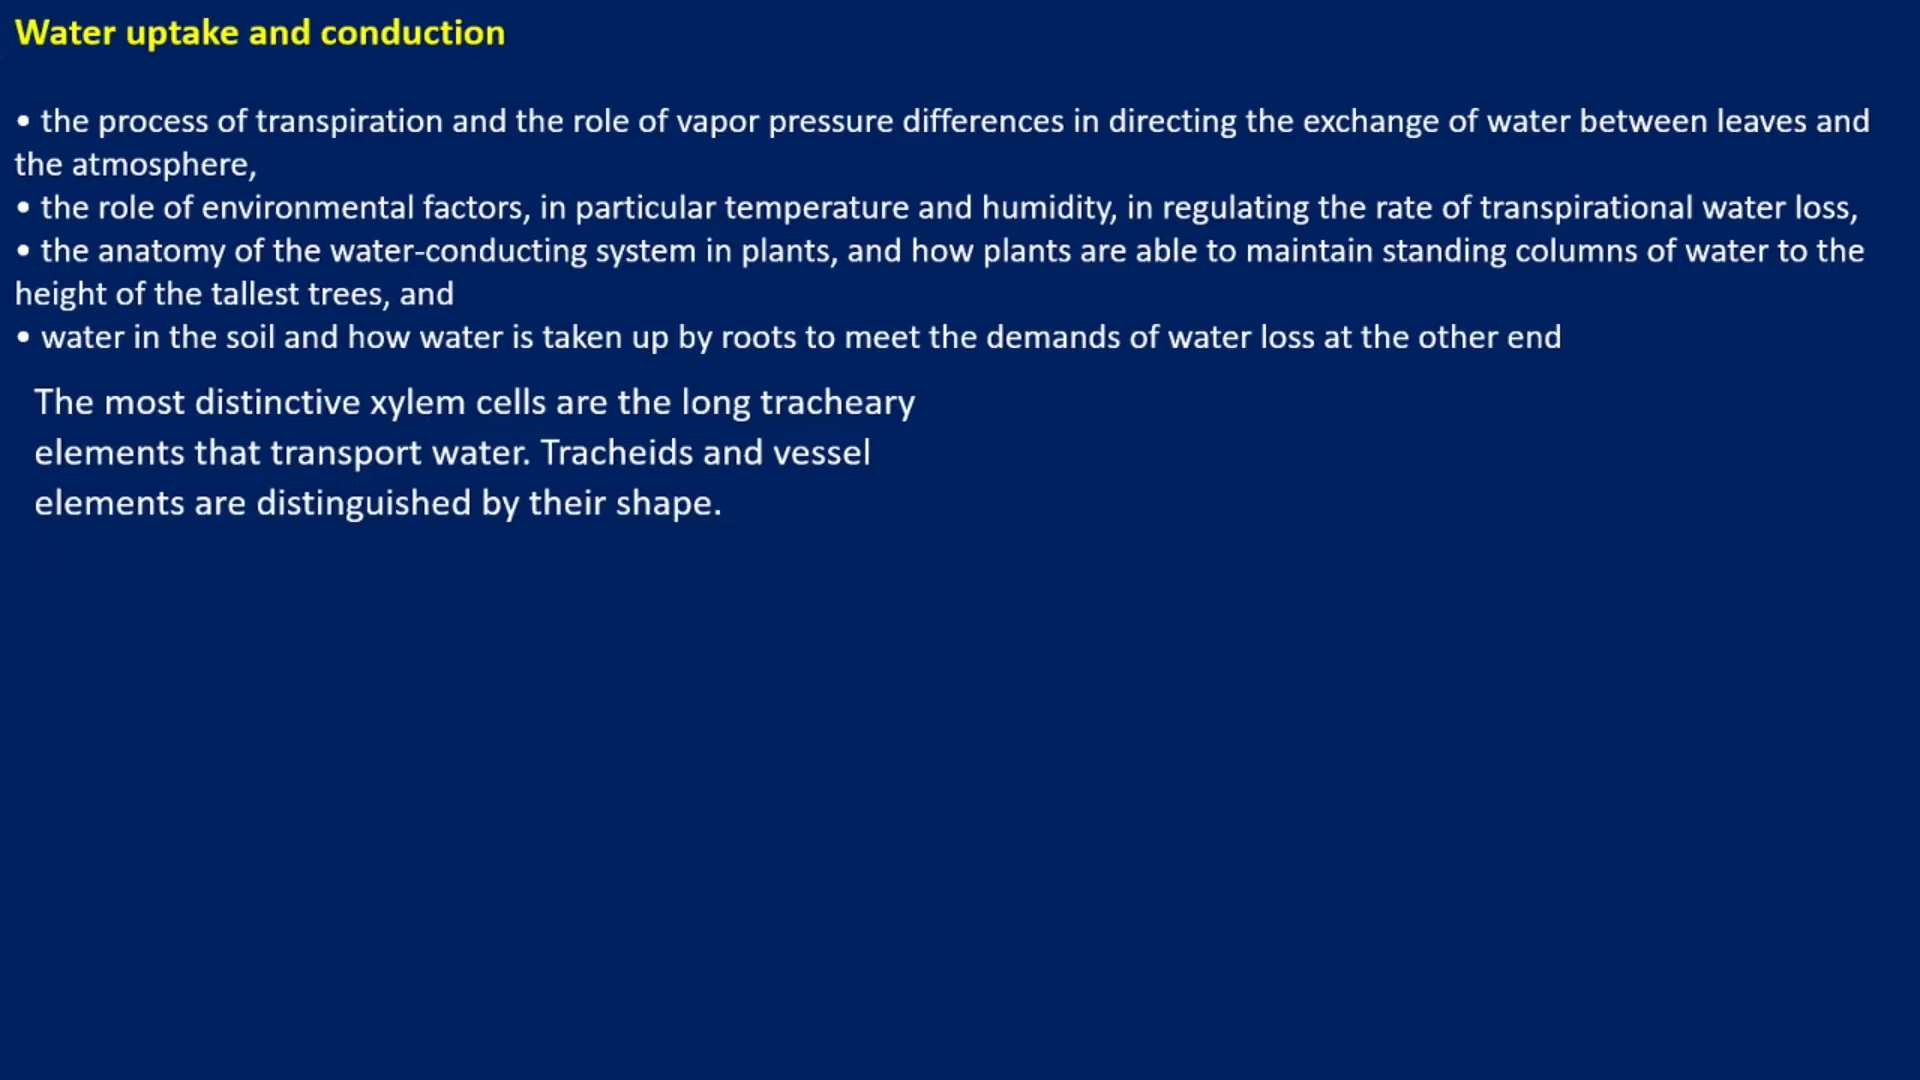 Water uptake and conduction
• the process of transpiration and the role of vapor pressure differences in directing the exchange of water between leaves and
the atmosphere,
• the role of environmental factors, in particular temperature and humidity, in regulating the rate of transpirational water loss,
• the anatomy of the water-conducting system in plants, and how plants are able to maintain standing columns of water to the
height of the tallest trees, and
• water in the soil and how water is taken up by roots to meet the demands of water loss at the other end
The most distinctive xylem cells are the long tracheary
elements that transport water. Tracheids and vessel
elements are distinguished by their shape.